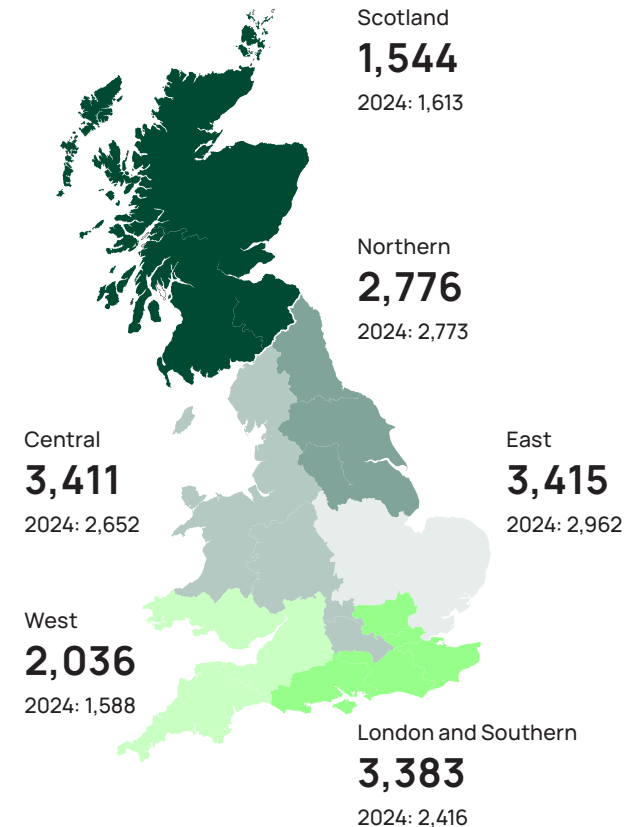 Scotland
1,544
2024: 1,613
Northern
2,776
2024: 2,773
Central
3,411
2024: 2,652
East
3,415
2024: 2,962
West
2,036
2024: 1,588
London and Southern
3,383
2024: 2,416